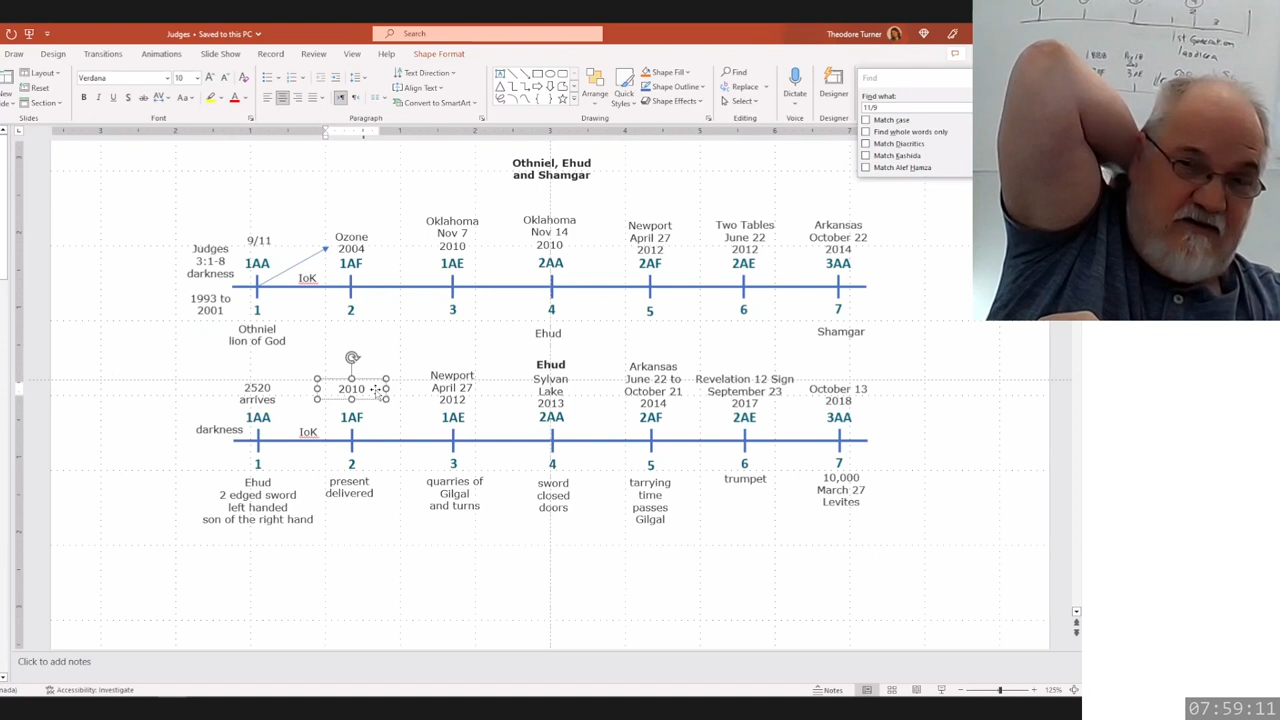 Judges • Saved to this PC
Search
Theodore Turner
Draw
Design
Transitions
Animations
Slide Show
Record
Review
View
Help
Shape Format
Layout
Reset
Section
Slides
Verdana
10
Font
Text Direction
Align Text
Convert to SmartArt
Paragraph
Arrange
Quick
Styles
Shape Fill
Shape Outline
Shape Effects
Drawing
Find
Replace
Select
Editing
Dictate
Voice
Designer
Designer
Find
Find what:
11/9
Match case
Find whole words only
Match Diacritics
Match Kashida
Match Alef Hamza
1st Generation
Othniel, Ehud
and Shamgar
Judges
3:1-8
darkness
1993 to
2001
9/11
1AA
1
Othniel
lion of God
IoK
Ozone
2004
1AF
2
Oklahoma
Nov 7
2010
1AE
3
Oklahoma
Nov 14
2010
2AA
4
Ehud
Newport
April 27
2012
2AF
5
Two Tables
June 22
2012
2AE
6
Arkansas
October 22
2014
3AA
7
Shamgar
darkness
2520
arrives
1AA
1
Ehud
2 edged sword
left handed
son of the right hand
IoK
2010
1AF
2
present
delivered
Newport
April 27
2012
1AE
3
quarries of
Gilgal
and turns
Ehud
Sylvan
Lake
2013
2AA
4
sword
closed
doors
Arkansas
June 22 to
October 21
2014
2AF
5
tarrying
time
passes
Gilgal
Revelation 12 Sign
September 23
2017
2AE
6
trumpet
October 13
2018
3AA
7
10,000
March 27
Levites
Click to add notes
Accessibility: Investigate
Notes
125%
07:59:11